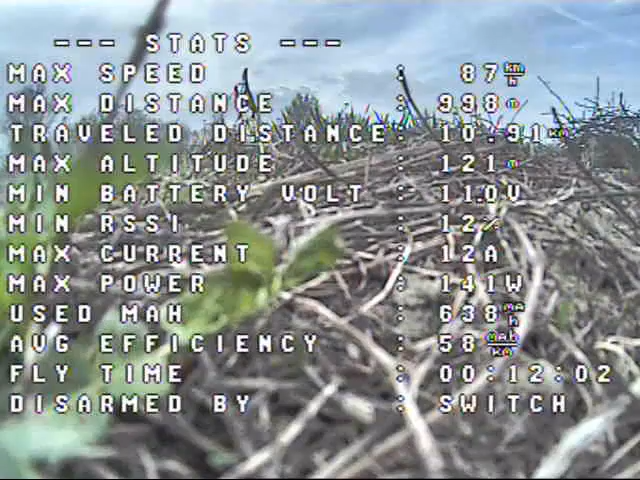 --- STATS ---
MAX SPEED : 87 km/h
MAX DISTANCE : 998 m
TRAVELED DISTANCE: 10.91 km
MAX ALTITUDE : 121 m
MIN BATTERY VOLT : 11.0V
MIN RSSI : 12%
MAX CURRENT : 12A
MAX POWER : 141W
USED MAH : 638 mAh
AVG EFFICIENCY : 58 mAh/km
FLY TIME : 00:12:02
DISARMED BY : SWITCH